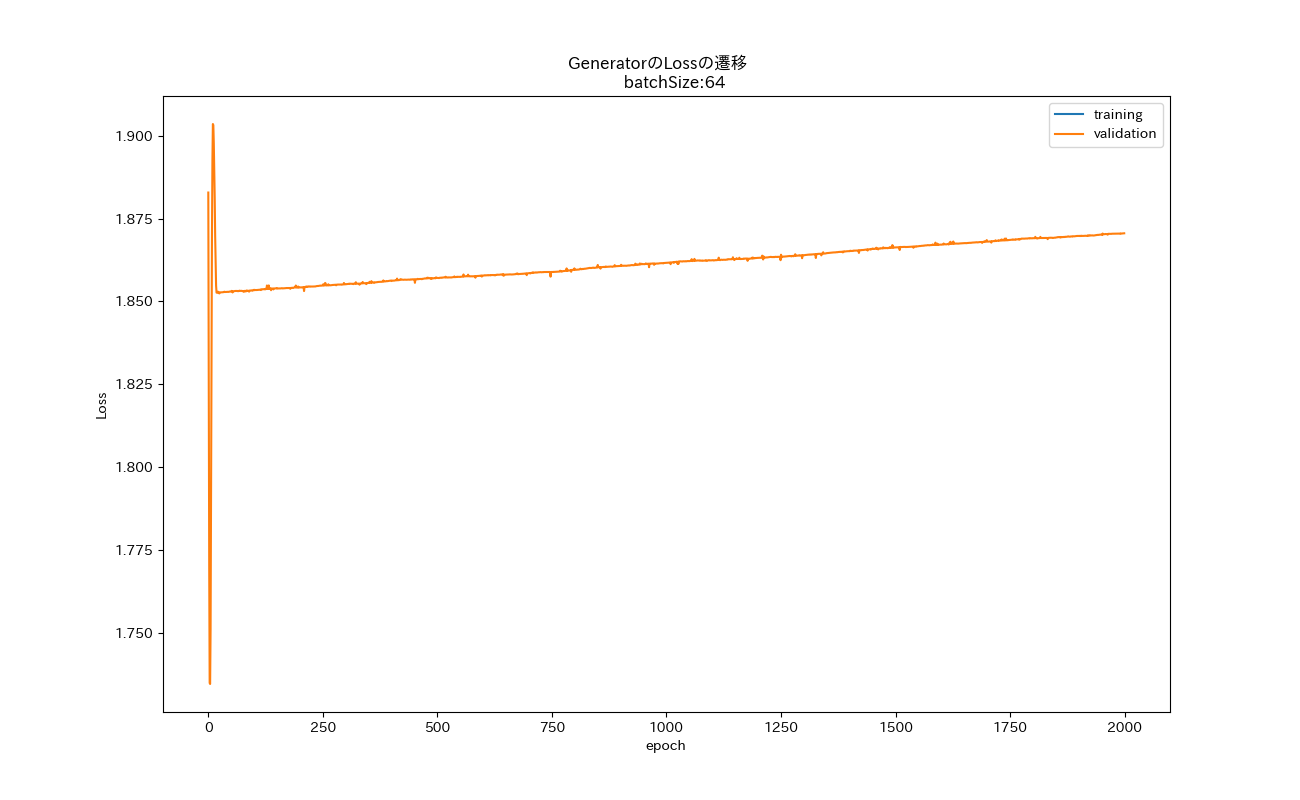 GeneratorのLossの遷移
batchSize:64
training
validation
1.900
1.875
1.850
1.825
1.800
1.775
1.750
Loss
0 250 500 750 1000 1250 1500 1750 2000
epoch